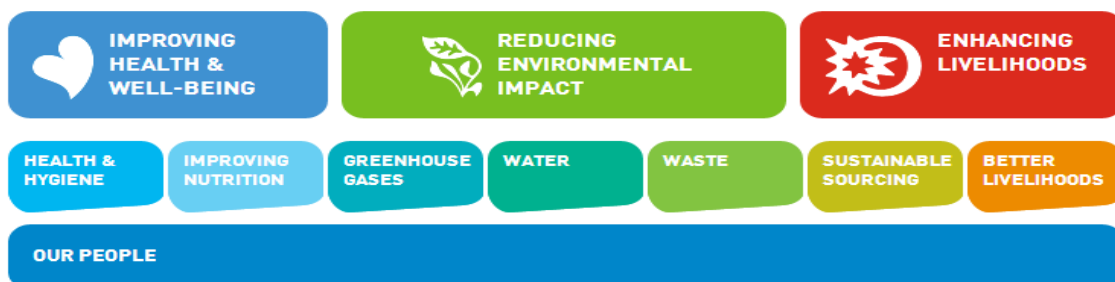 IMPROVING
HEALTH &
WELL-BEING
REDUCING
ENVIRONMENTAL
IMPACT
ENHANCING
LIVELIHOODS
HEALTH &
HYGIENE
IMPROVING
NUTRITION
GREENHOUSE
GASES
WATER
WASTE
SUSTAINABLE
SOURCING
BETTER
LIVELIHOODS
OUR PEOPLE